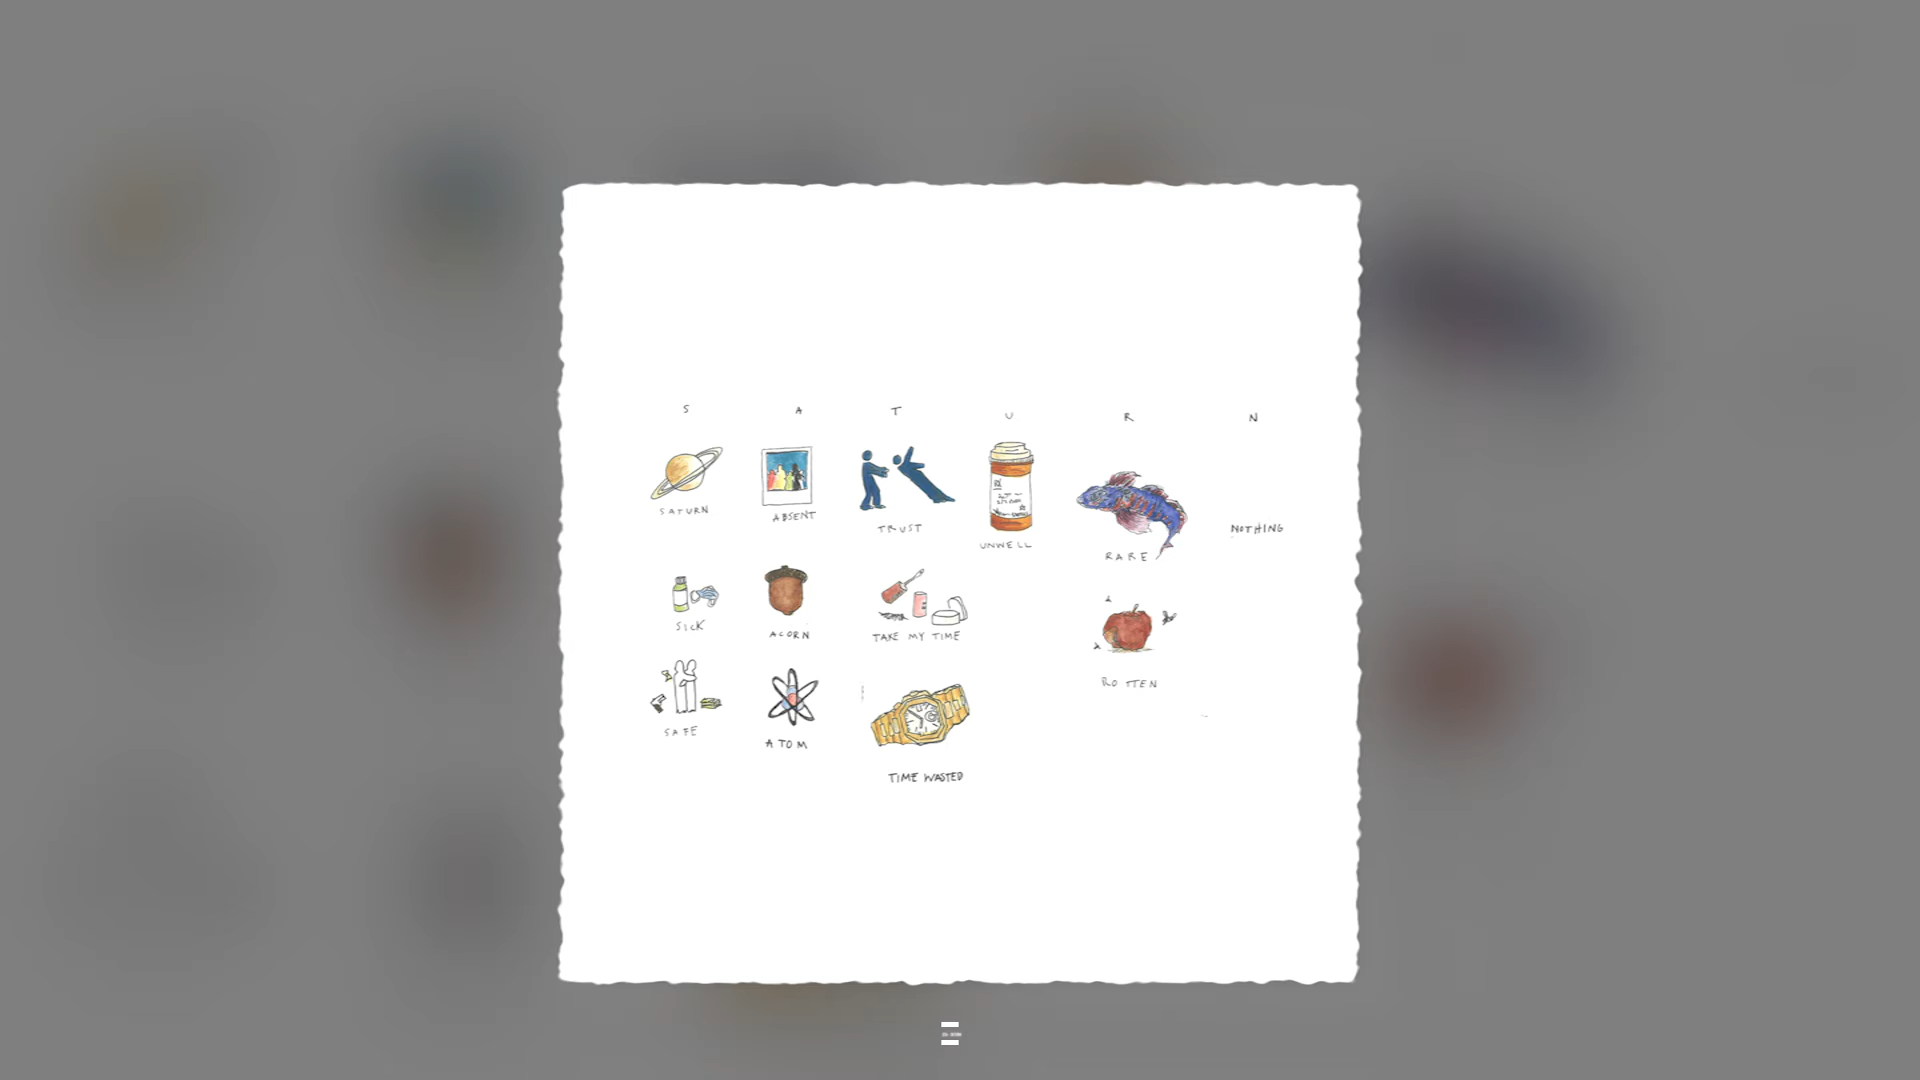 S A T U R N
SATURN
ABSENT
TRUST
UNWELL
RARE
NOTHING
SICK
ACORN
TAKE MY TIME
ROTTEN
SAFE
ATOM
TIME WASTED